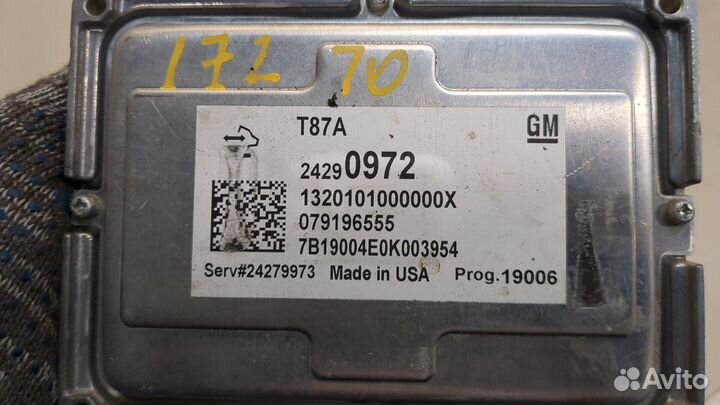 172 70
T87A
GM
24290972
1320101000000X
079196555
7B19004E0K003954
Serv#24279973 Made in USA Prog.19006
Avito